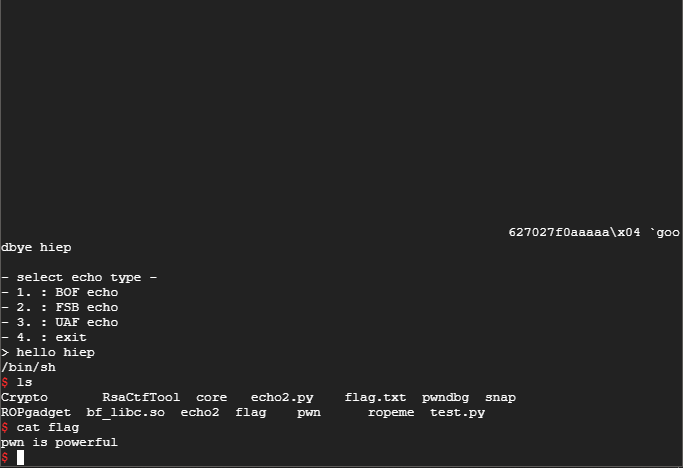 627027f0aaaaa\x04 `goo
dbye hiep
- select echo type -
- 1. : BOF echo
- 2. : FSB echo
- 3. : UAF echo
- 4. : exit
> hello hiep
/bin/sh
$ ls
Crypto RsaCtfTool core echo2.py flag.txt pwndbg snap
ROPgadget bf_libc.so echo2 flag pwn ropeme test.py
$ cat flag
pwn is powerful
$